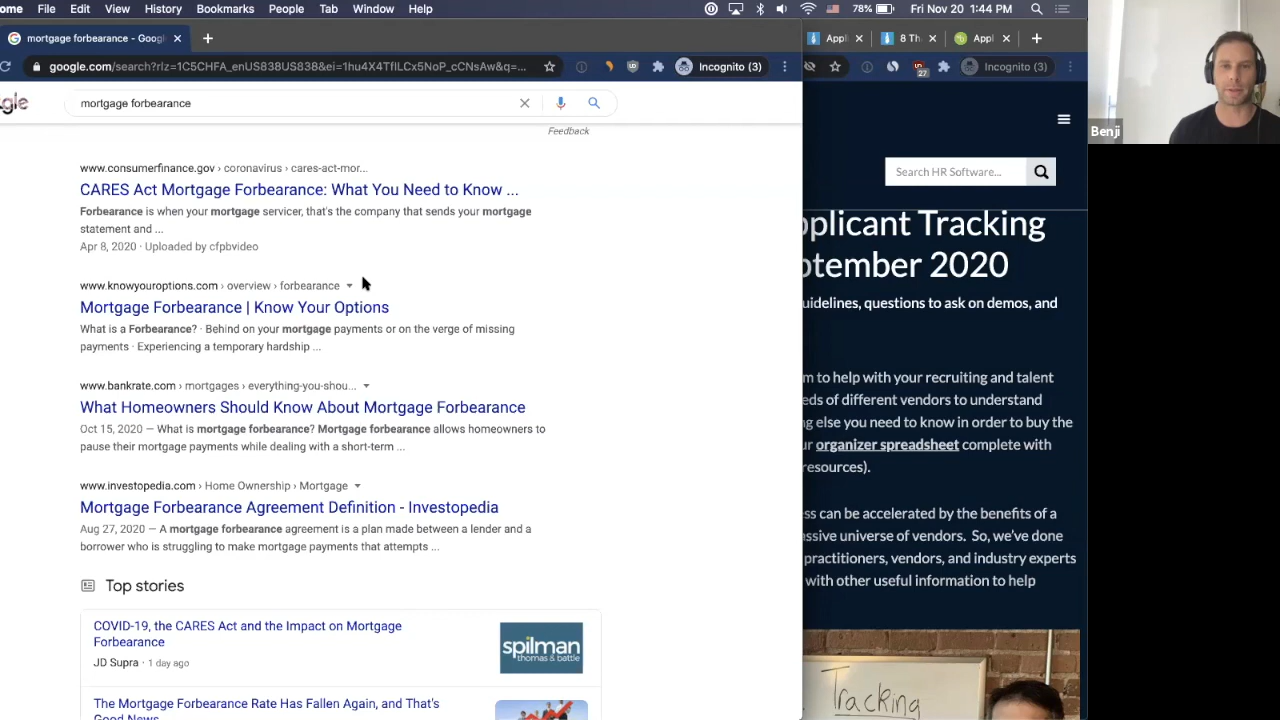 ome File Edit View History Bookmarks People Tab Window Help
78% Fri Nov 20 1:44 PM
mortgage forbearance - Goog
Appl
8 Th
Appl
google.com/search?rlz=1C5CHFA_enUS838US838&ei=1hu4X4TfILCx5NoP_cCNsAw&q=...
Incognito (3)
27
Incognito (3)
gle
mortgage forbearance
Feedback
www.consumerfinance.gov › coronavirus › cares-act-mor...
CARES Act Mortgage Forbearance: What You Need to Know ...
Forbearance is when your mortgage servicer, that's the company that sends your mortgage
statement and ...
Apr 8, 2020 · Uploaded by cfpbvideo
www.knowyouroptions.com › overview › forbearance
Mortgage Forbearance | Know Your Options
What is a Forbearance? · Behind on your mortgage payments or on the verge of missing
payments · Experiencing a temporary hardship ...
www.bankrate.com › mortgages › everything-you-shou...
What Homeowners Should Know About Mortgage Forbearance
Oct 15, 2020 — What is mortgage forbearance? Mortgage forbearance allows homeowners to
pause their mortgage payments while dealing with a short-term ...
www.investopedia.com › Home Ownership › Mortgage
Mortgage Forbearance Agreement Definition - Investopedia
Aug 27, 2020 — A mortgage forbearance agreement is a plan made between a lender and a
borrower who is struggling to make mortgage payments that attempts ...
Top stories
COVID-19, the CARES Act and the Impact on Mortgage
Forbearance
JD Supra · 1 day ago
spilman
thomas & battle
The Mortgage Forbearance Rate Has Fallen Again, and That's
Good News
Search HR Software...
pplicant Tracking
ptember 2020
uidelines, questions to ask on demos, and
m to help with your recruiting and talent
eds of different vendors to understand
g else you need to know in order to buy the
ur organizer spreadsheet complete with
resources).
ss can be accelerated by the benefits of a
assive universe of vendors. So, we've done
practitioners, vendors, and industry experts
with other useful information to help
Tracking
Benji